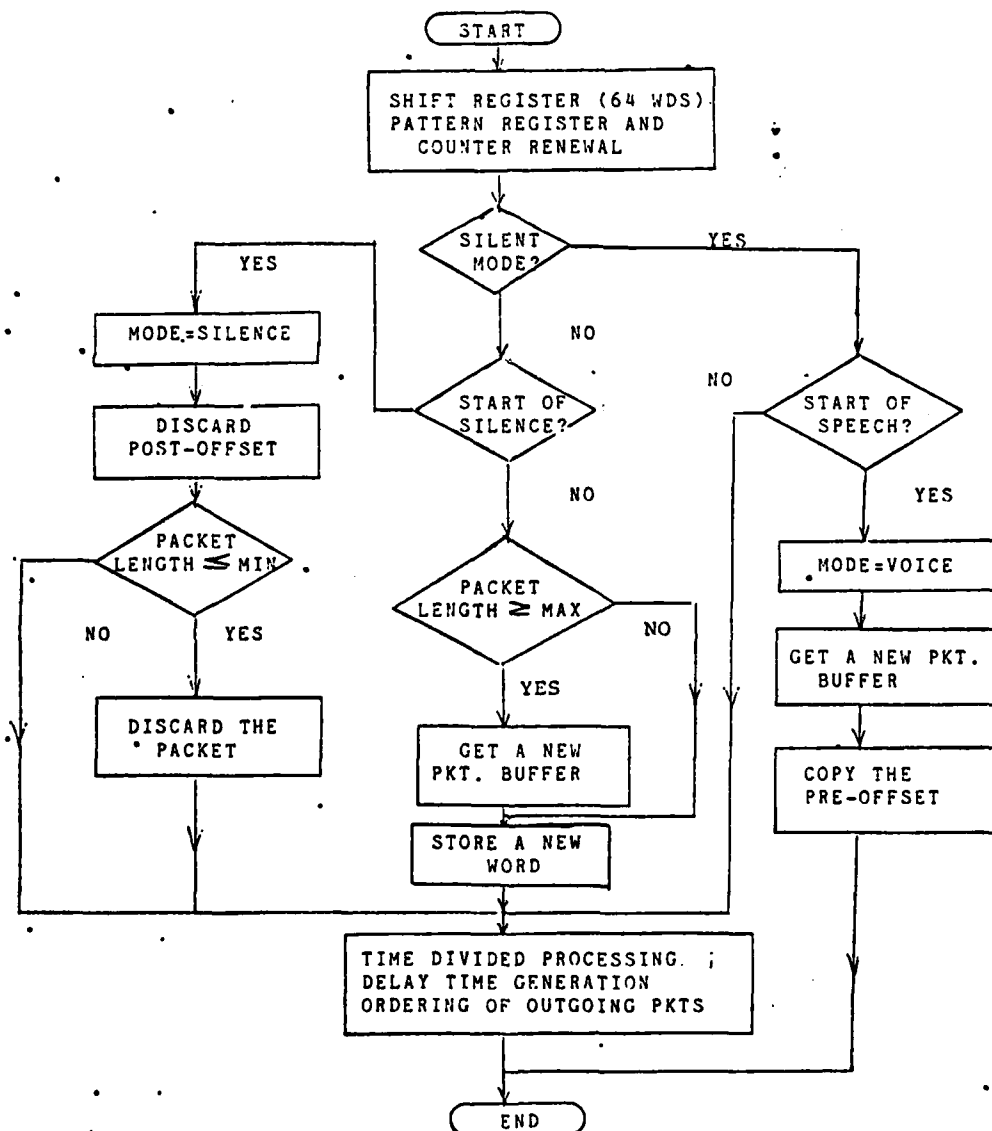 START
SHIFT REGISTER (64 WDS)
PATTERN REGISTER AND
COUNTER RENEWAL
SILENT
MODE?
YES
YES
NO
MODE=SILENCE
START OF
SILENCE?
NO
START OF
SPEECH?
DISCARD
POST-OFFSET
NO
YES
PACKET
LENGTH ≤ MIN
PACKET
LENGTH ≥ MAX
MODE=VOICE
NO
YES
NO
GET A NEW PKT.
BUFFER
YES
DISCARD THE
PACKET
GET A NEW
PKT. BUFFER
COPY THE
PRE-OFFSET
STORE A NEW
WORD
TIME DIVIDED PROCESSING. ;
DELAY TIME GENERATION
ORDERING OF OUTGOING PKTS
END